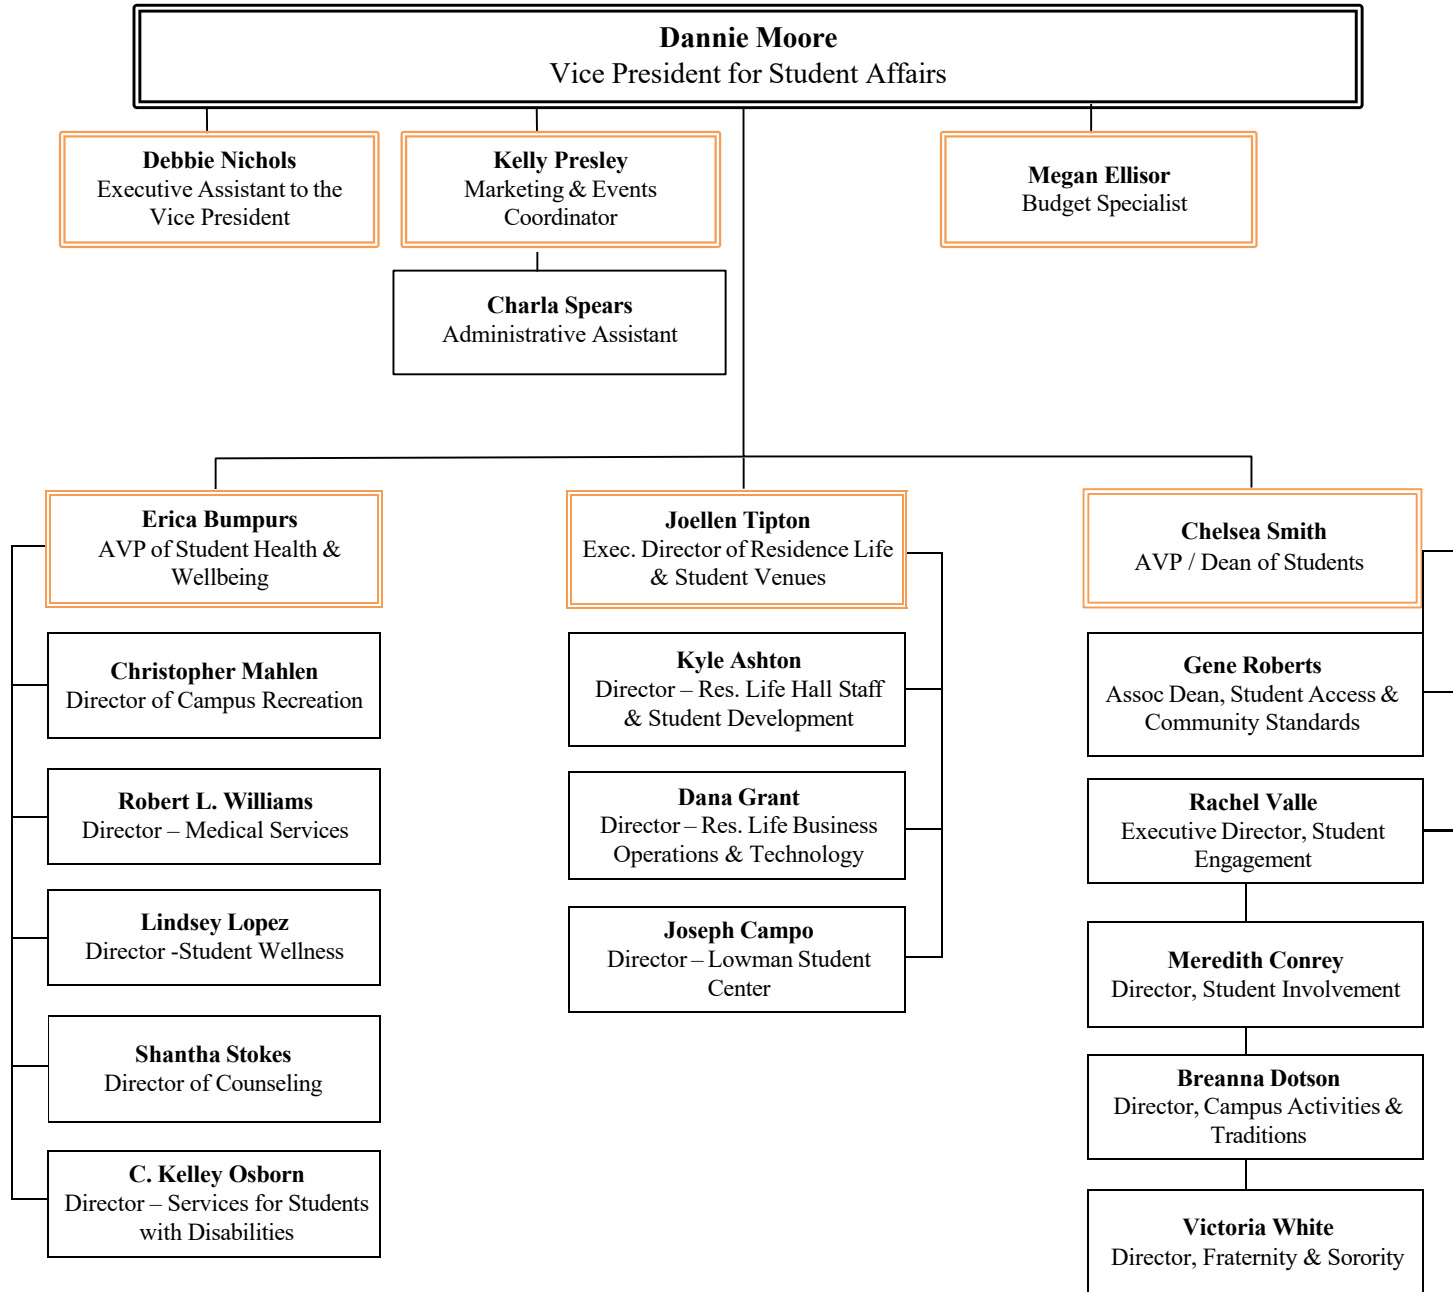 Dannie Moore
Vice President for Student Affairs
Debbie Nichols
Executive Assistant to the
Vice President
Kelly Presley
Marketing & Events
Coordinator
Megan Ellisor
Budget Specialist
Charla Spears
Administrative Assistant
Erica Bumpurs
AVP of Student Health &
Wellbeing
Christopher Mahlen
Director of Campus Recreation
Robert L. Williams
Director – Medical Services
Lindsey Lopez
Director -Student Wellness
Shantha Stokes
Director of Counseling
C. Kelley Osborn
Director – Services for Students
with Disabilities
Joellen Tipton
Exec. Director of Residence Life
& Student Venues
Kyle Ashton
Director – Res. Life Hall Staff
& Student Development
Dana Grant
Director – Res. Life Business
Operations & Technology
Joseph Campo
Director – Lowman Student
Center
Chelsea Smith
AVP / Dean of Students
Gene Roberts
Assoc Dean, Student Access &
Community Standards
Rachel Valle
Executive Director, Student
Engagement
Meredith Conrey
Director, Student Involvement
Breanna Dotson
Director, Campus Activities &
Traditions
Victoria White
Director, Fraternity & Sorority